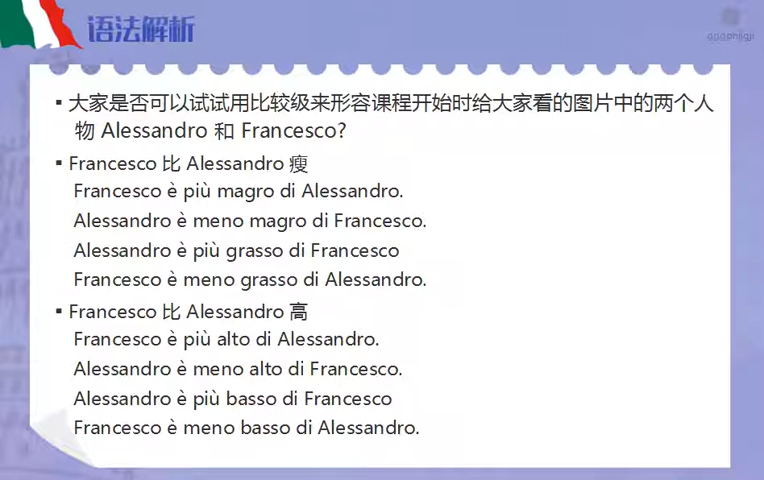 语法解析
▪ 大家是否可以试试用比较级来形容课程开始时给大家看的图片中的两个人
物 Alessandro 和 Francesco?
▪ Francesco 比 Alessandro 瘦
Francesco è più magro di Alessandro.
Alessandro è meno magro di Francesco.
Alessandro è più grasso di Francesco
Francesco è meno grasso di Alessandro.
▪ Francesco 比 Alessandro 高
Francesco è più alto di Alessandro.
Alessandro è meno alto di Francesco.
Alessandro è più basso di Francesco
Francesco è meno basso di Alessandro.